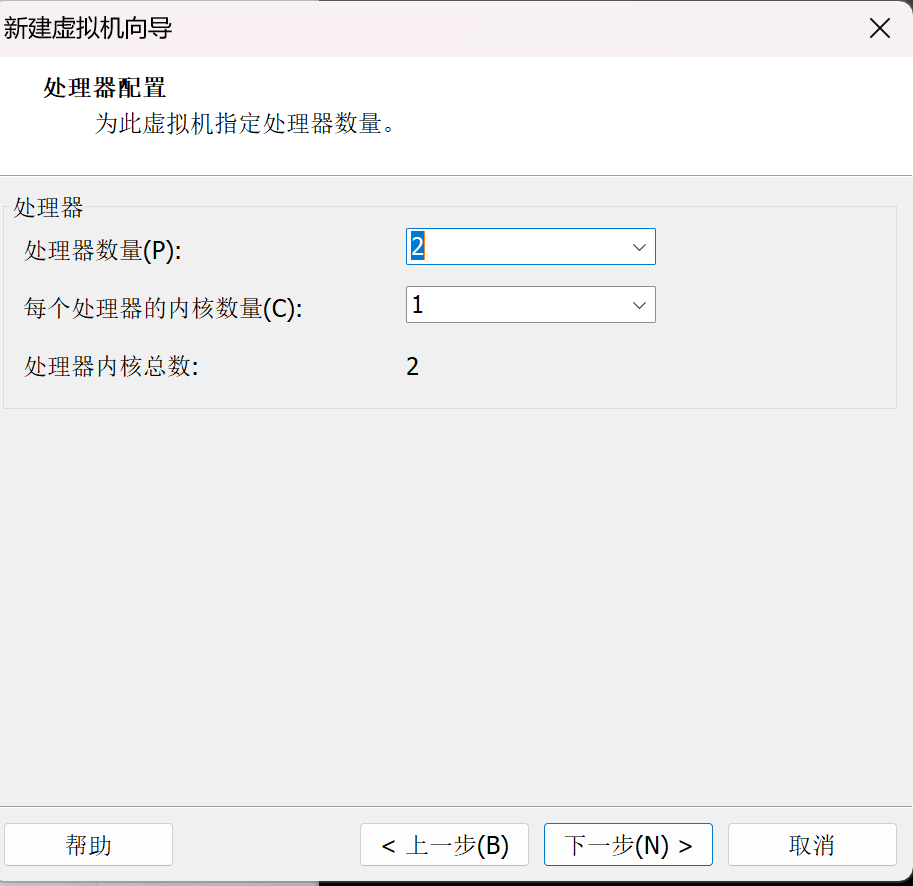 新建虚拟机向导
处理器配置
为此虚拟机指定处理器数量。
处理器
处理器数量(P): 2
每个处理器的内核数量(C): 1
处理器内核总数: 2
帮助 < 上一步(B) 下一步(N) > 取消